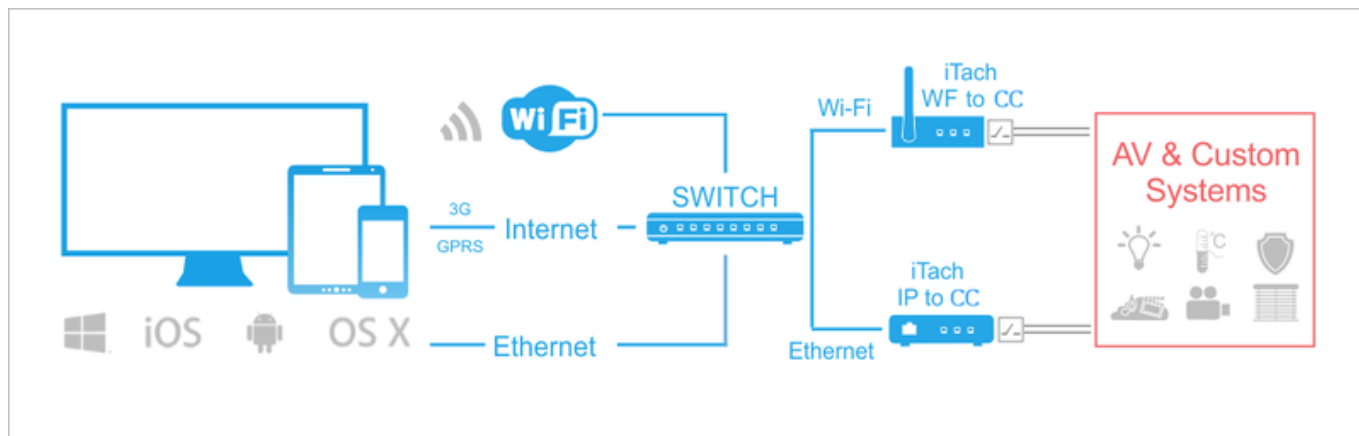 Wi Fi
3G
GPRS
Internet
Ethernet
iOS
OS X
SWITCH
Wi-Fi
Ethernet
iTach
WF to CC
iTach
IP to CC
AV & Custom
Systems
°C